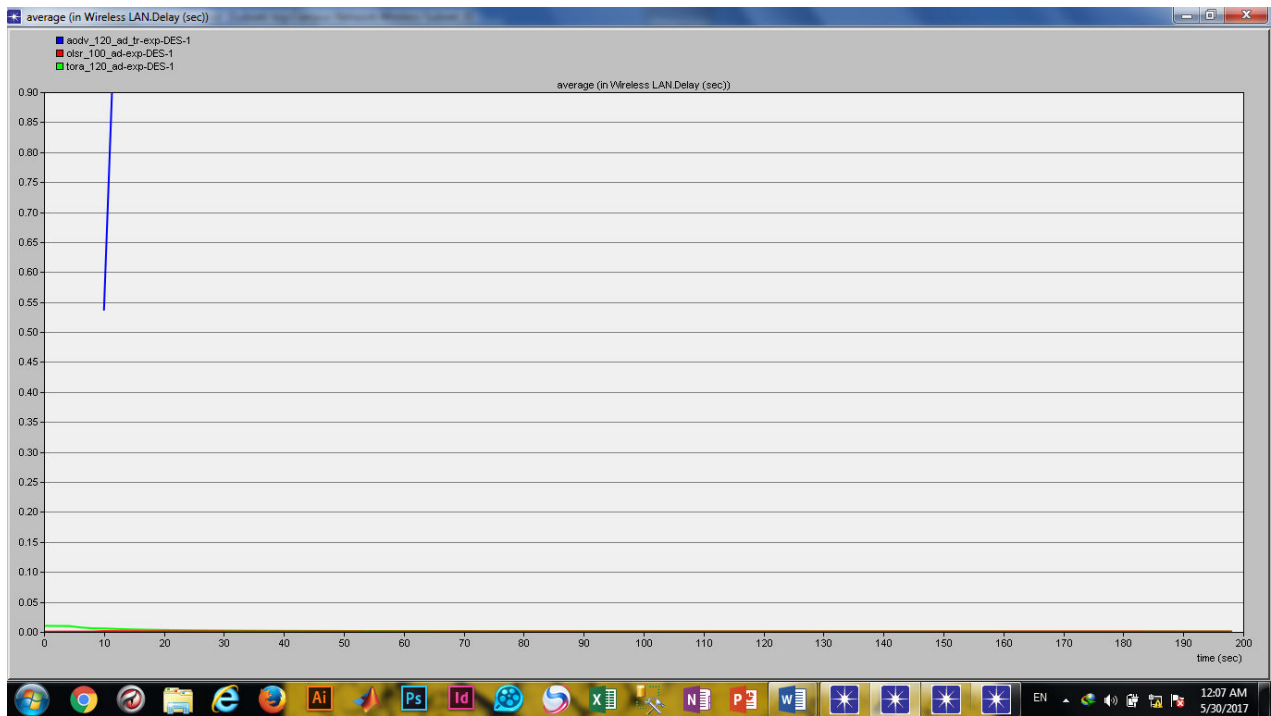 average (in Wireless LAN.Delay (sec))
aodv_120_ad_tr-exp-DES-1
olsr_100_ad-exp-DES-1
tora_120_ad-exp-DES-1
average (in Wireless LAN.Delay (sec))
0.90
0.85
0.80
0.75
0.70
0.65
0.60
0.55
0.50
0.45
0.40
0.35
0.30
0.25
0.20
0.15
0.10
0.05
0.00
0 10 20 30 40 50 60 70 80 90 100 110 120 130 140 150 160 170 180 190 200
time (sec)
Ai Ps Id X N P W EN 12:07 AM
5/30/2017